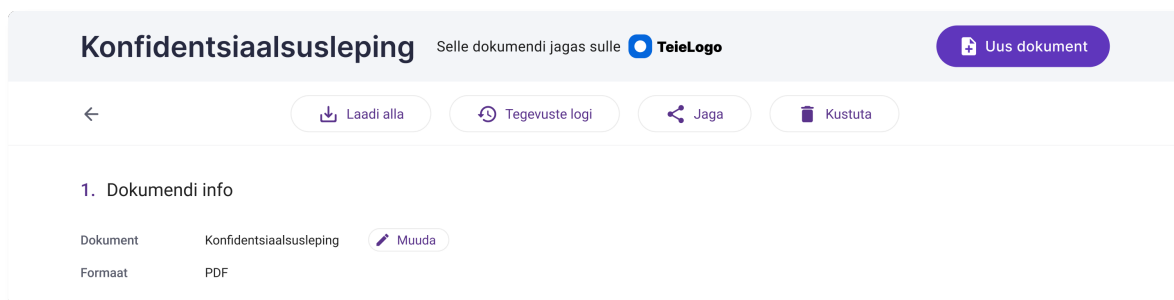 Konfidentsiaalsusleping Selle dokumendi jagas sulle TeieLogo Uus dokument
Laadi alla Tegevuste logi Jaga Kustuta
1. Dokumendi info
Dokument Konfidentsiaalsusleping Muuda
Formaat PDF